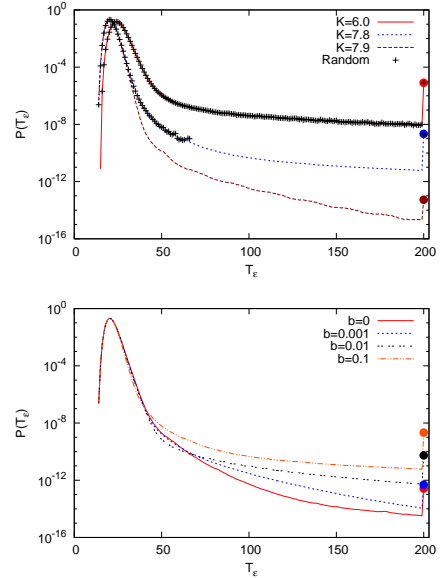 10^0
K=6.0
K=7.8
K=7.9
Random
10^-4
P(T_ε)
10^-8
10^-12
10^-16
0 50 100 150 200
T_ε
10^0
b=0
b=0.001
b=0.01
b=0.1
10^-4
P(T_ε)
10^-8
10^-12
10^-16
0 50 100 150 200
T_ε